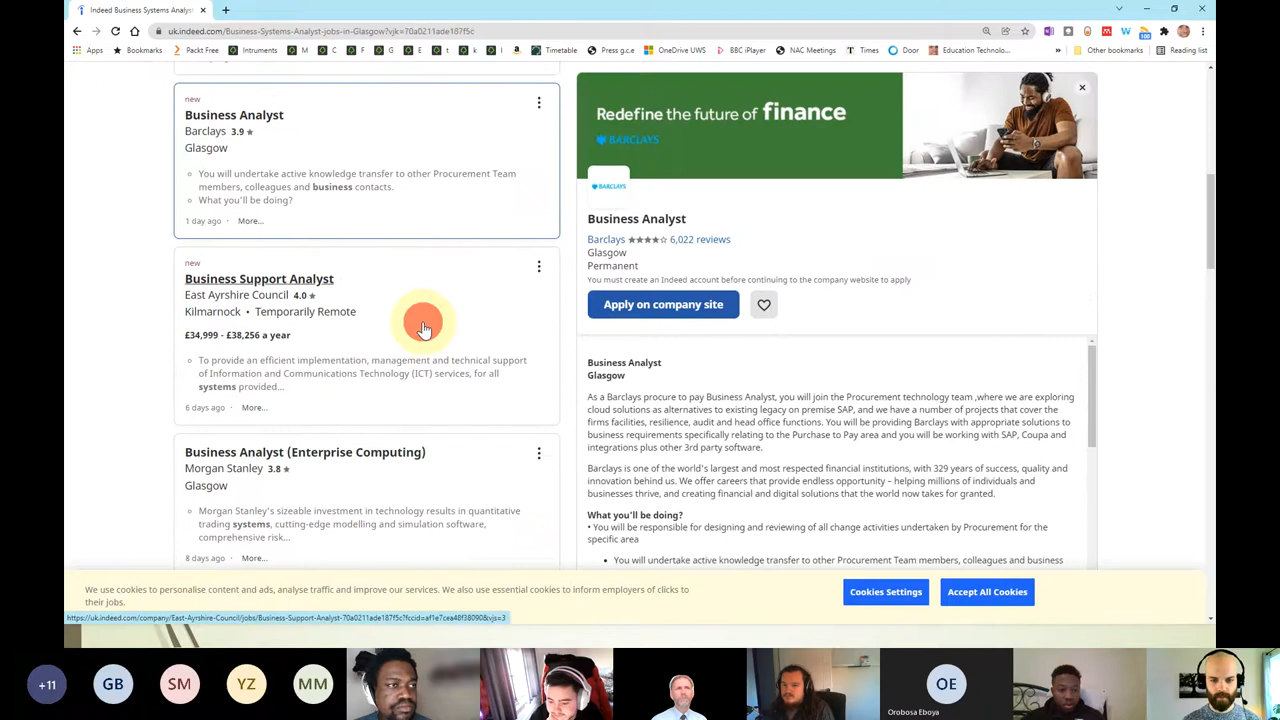 Indeed Business Systems Analyst
uk.indeed.com/Business-Systems-Analyst-jobs-in-Glasgow?vjk=70a0211ade187f5c
Apps
Bookmarks
Packt Free
Intruments
M
C
F
G
E
t
k
l
Timetable
Press g.c.e
OneDrive UWS
BBC iPlayer
NAC Meetings
Times
Door
Education Technolo...
»
Other bookmarks
Reading list
new
Business Analyst
Barclays 3.9
Glasgow
You will undertake active knowledge transfer to other Procurement Team
members, colleagues and business contacts.
What you'll be doing?
1 day ago · More...
new
Business Support Analyst
East Ayrshire Council 4.0
Kilmarnock • Temporarily Remote
£34,999 - £38,256 a year
To provide an efficient implementation, management and technical support
of Information and Communications Technology (ICT) services, for all
systems provided...
6 days ago · More...
Business Analyst (Enterprise Computing)
Morgan Stanley 3.8
Glasgow
Morgan Stanley's sizeable investment in technology results in quantitative
trading systems, cutting-edge modelling and simulation software,
comprehensive risk...
8 days ago · More...
Redefine the future of finance
BARCLAYS
BARCLAYS
Business Analyst
Barclays 6,022 reviews
Glasgow
Permanent
You must create an Indeed account before continuing to the company website to apply
Apply on company site
Business Analyst
Glasgow
As a Barclays procure to pay Business Analyst, you will join the Procurement technology team ,where we are exploring
cloud solutions as alternatives to existing legacy on premise SAP, and we have a number of projects that cover the
firms facilities, resilience, audit and head office functions. You will be providing Barclays with appropriate solutions to
business requirements specifically relating to the Purchase to Pay area and you will be working with SAP, Coupa and
integrations plus other 3rd party software.
Barclays is one of the world's largest and most respected financial institutions, with 329 years of success, quality and
innovation behind us. We offer careers that provide endless opportunity – helping millions of individuals and
businesses thrive, and creating financial and digital solutions that the world now takes for granted.
What you'll be doing?
• You will be responsible for designing and reviewing of all change activities undertaken by Procurement for the
specific area
You will undertake active knowledge transfer to other Procurement Team members, colleagues and business
We use cookies to personalise content and ads, analyse traffic and improve our services. We also use essential cookies to inform employers of clicks to
their jobs.
Cookies Settings
Accept All Cookies
https://uk.indeed.com/company/East-Ayrshire-Council/jobs/Business-Support-Analyst-70a0211ade187f5c?fccid=af1e7cea48f38090&vjs=3
+11
GB
SM
YZ
MM
OE
Orobosa Eboya